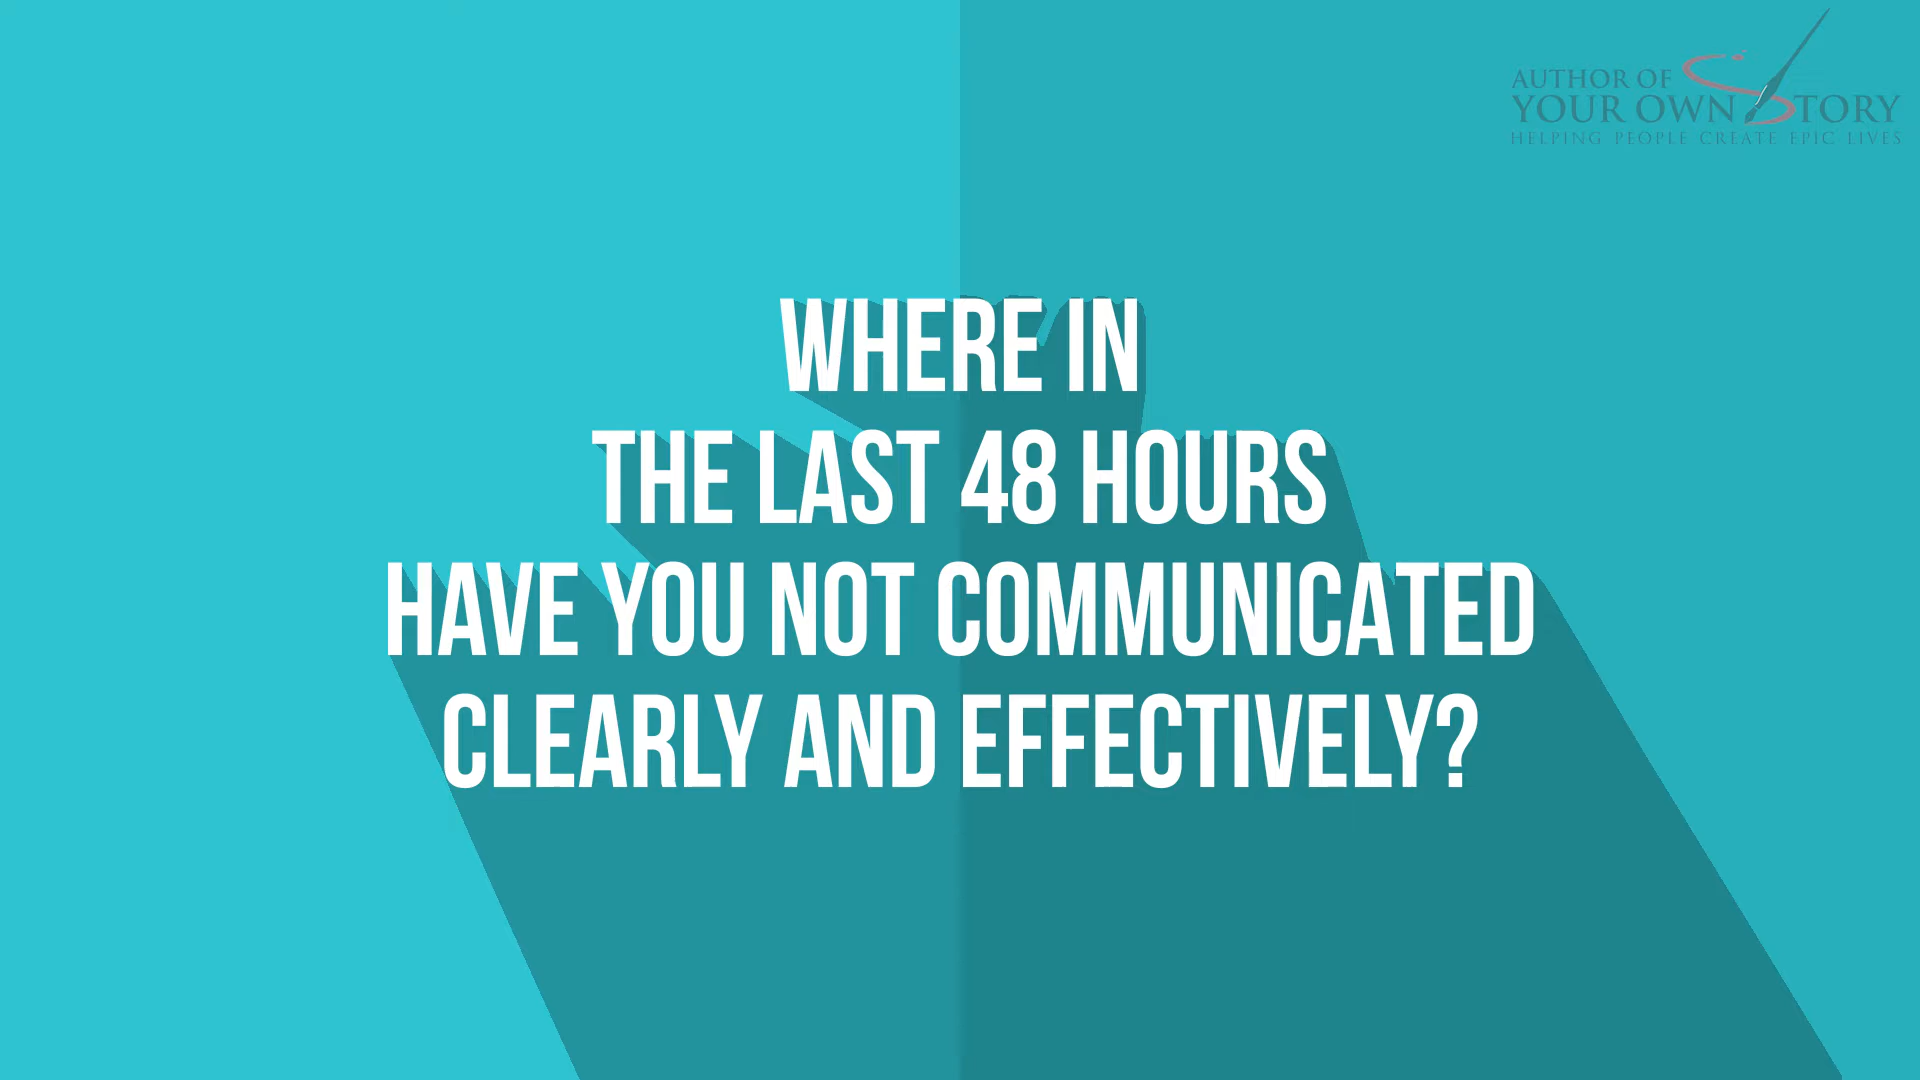 AUTHOR OF
YOUR OWN STORY
HELPING PEOPLE CREATE EPIC LIVES
WHERE IN
THE LAST 48 HOURS
HAVE YOU NOT COMMUNICATED
CLEARLY AND EFFECTIVELY?